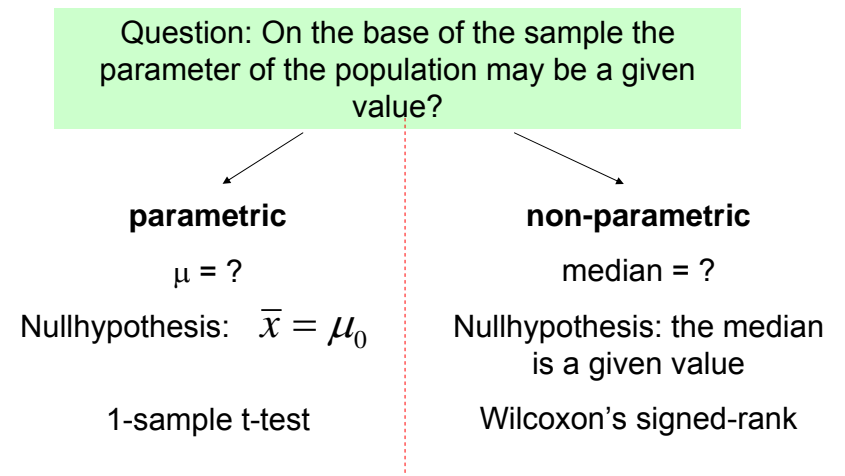 Question: On the base of the sample the
parameter of the population may be a given
value?
parametric
μ = ?
Nullhypothesis: x̅ = μ₀
1-sample t-test
non-parametric
median = ?
Nullhypothesis: the median
is a given value
Wilcoxon's signed-rank